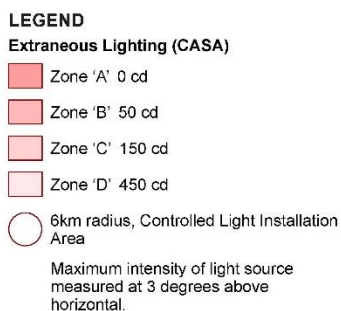 LEGEND
Extraneous Lighting (CASA)
Zone ‘A’ 0 cd
Zone ‘B’ 50 cd
Zone ‘C’ 150 cd
Zone ‘D’ 450 cd
6km radius, Controlled Light Installation
Area
Maximum intensity of light source
measured at 3 degrees above
horizontal.